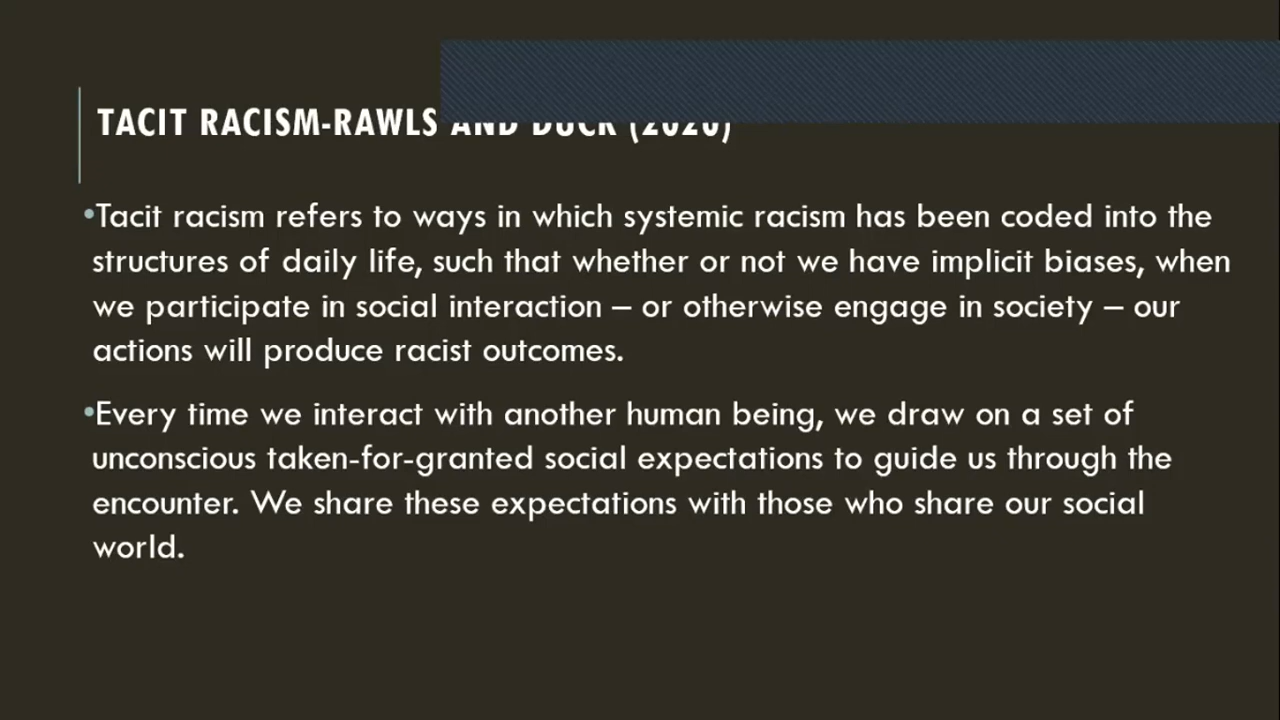 TACIT RACISM-RAWLS AND DUCK (2020)
•Tacit racism refers to ways in which systemic racism has been coded into the
structures of daily life, such that whether or not we have implicit biases, when
we participate in social interaction – or otherwise engage in society – our
actions will produce racist outcomes.
•Every time we interact with another human being, we draw on a set of
unconscious taken-for-granted social expectations to guide us through the
encounter. We share these expectations with those who share our social
world.